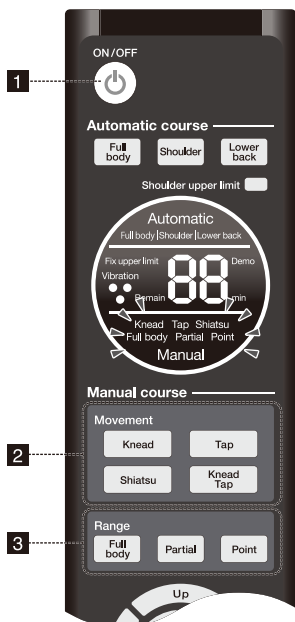 ON/OFF
1
Automatic course
Full body
Shoulder
Lower back
Shoulder upper limit
Automatic
Full body | Shoulder | Lower back
Fix upper limit
Demo
Vibration
88
Remain
min
Knead Tap Shiatsu
Full body Partial Point
Manual
Manual course
Movement
Knead
Tap
2
Shiatsu
Knead Tap
Range
3
Full body
Partial
Point
Up